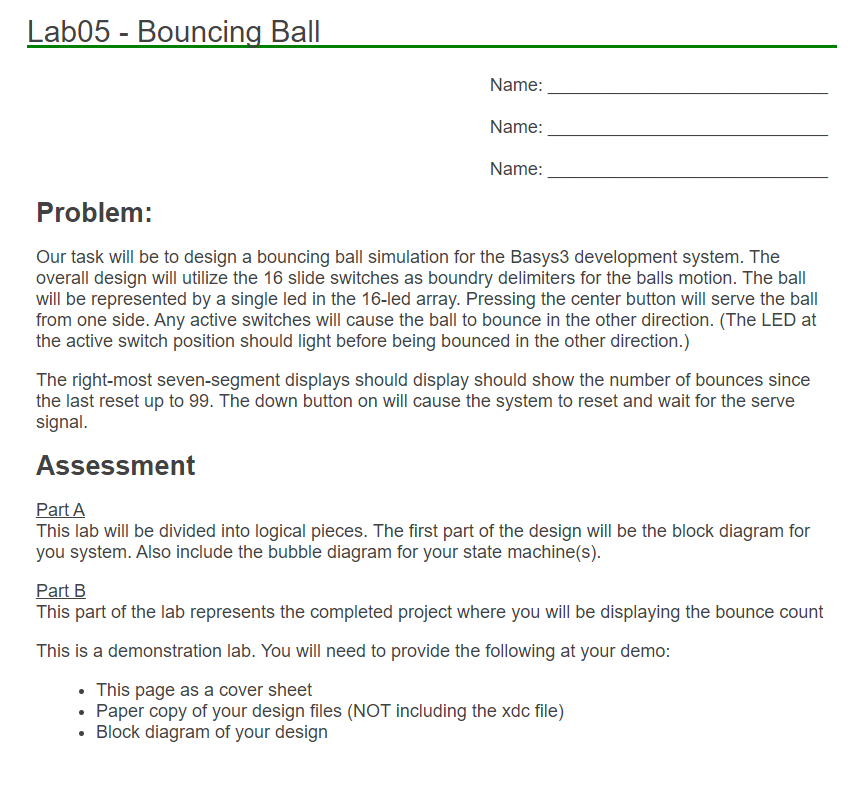 Lab05 - Bouncing Ball
Name: ____________________________
Name: ____________________________
Name: ____________________________
Problem:
Our task will be to design a bouncing ball simulation for the Basys3 development system. The
overall design will utilize the 16 slide switches as boundry delimiters for the balls motion. The ball
will be represented by a single led in the 16-led array. Pressing the center button will serve the ball
from one side. Any active switches will cause the ball to bounce in the other direction. (The LED at
the active switch position should light before being bounced in the other direction.)
The right-most seven-segment displays should display should show the number of bounces since
the last reset up to 99. The down button on will cause the system to reset and wait for the serve
signal.
Assessment
Part A
This lab will be divided into logical pieces. The first part of the design will be the block diagram for
you system. Also include the bubble diagram for your state machine(s).
Part B
This part of the lab represents the completed project where you will be displaying the bounce count
This is a demonstration lab. You will need to provide the following at your demo:
• This page as a cover sheet
• Paper copy of your design files (NOT including the xdc file)
• Block diagram of your design